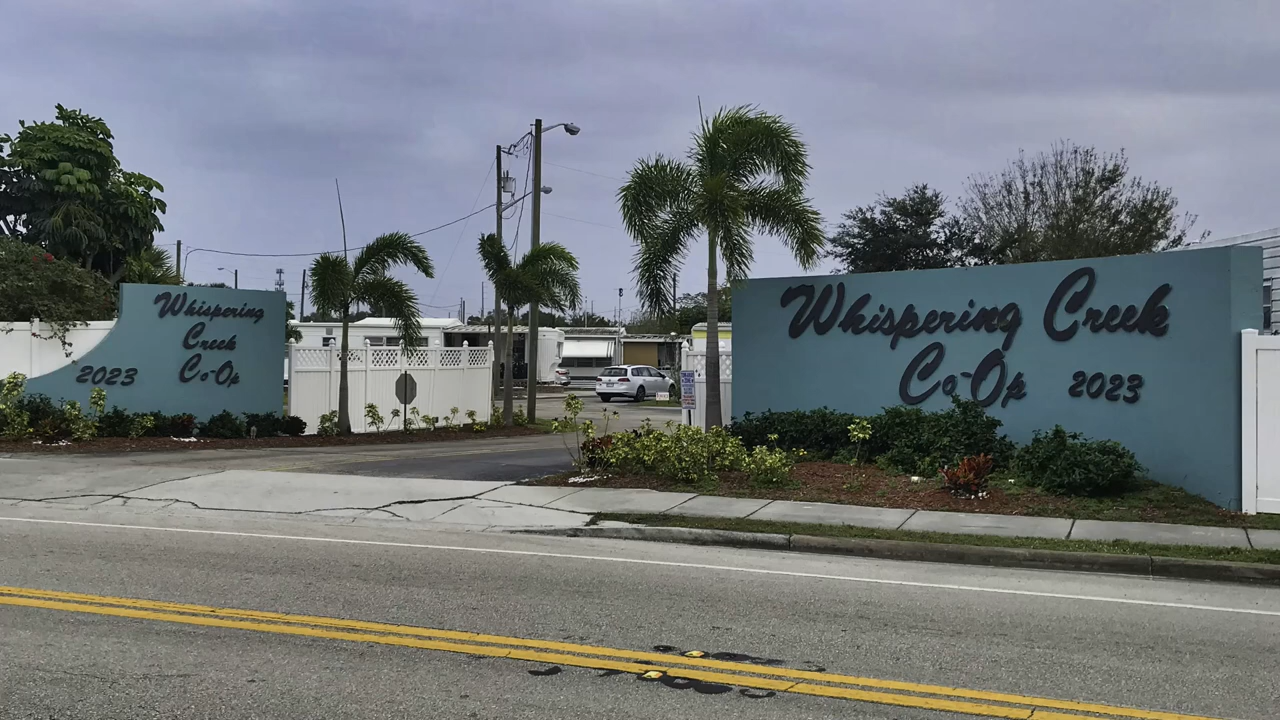 Whispering
Creek
Co-Op
2023
Whispering Creek
Co-Op 2023